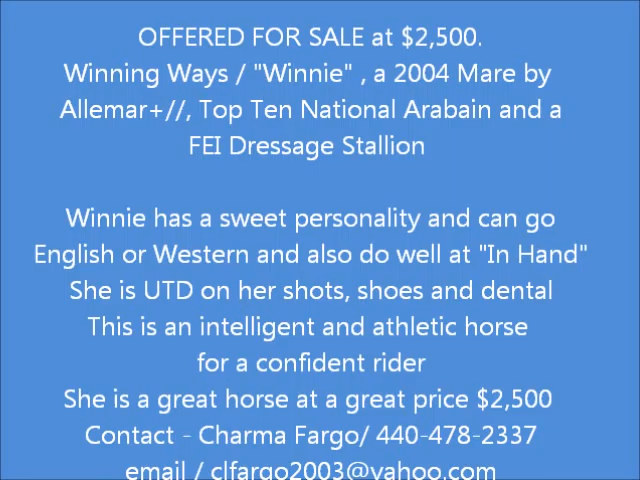 OFFERED FOR SALE at $2,500.
Winning Ways / "Winnie" , a 2004 Mare by
Allemar+//, Top Ten National Arabain and a
FEI Dressage Stallion
Winnie has a sweet personality and can go
English or Western and also do well at "In Hand"
She is UTD on her shots, shoes and dental
This is an intelligent and athletic horse
for a confident rider
She is a great horse at a great price $2,500
Contact - Charma Fargo/ 440-478-2337
email / clfargo2003@yahoo.com